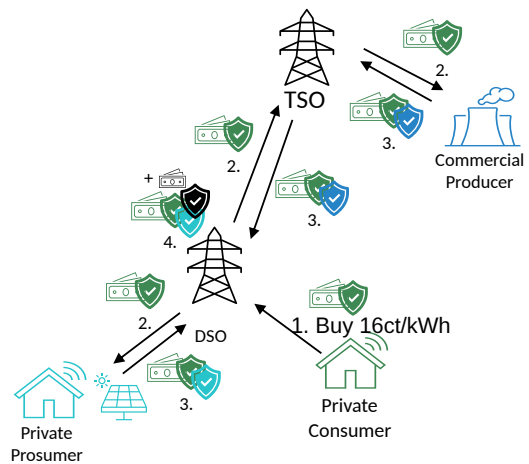 2.
TSO
3.
Commercial
Producer
2.
+
3.
4.
2.
1. Buy 16ct/kWh
DSO
3.
Private
Consumer
Private
Prosumer